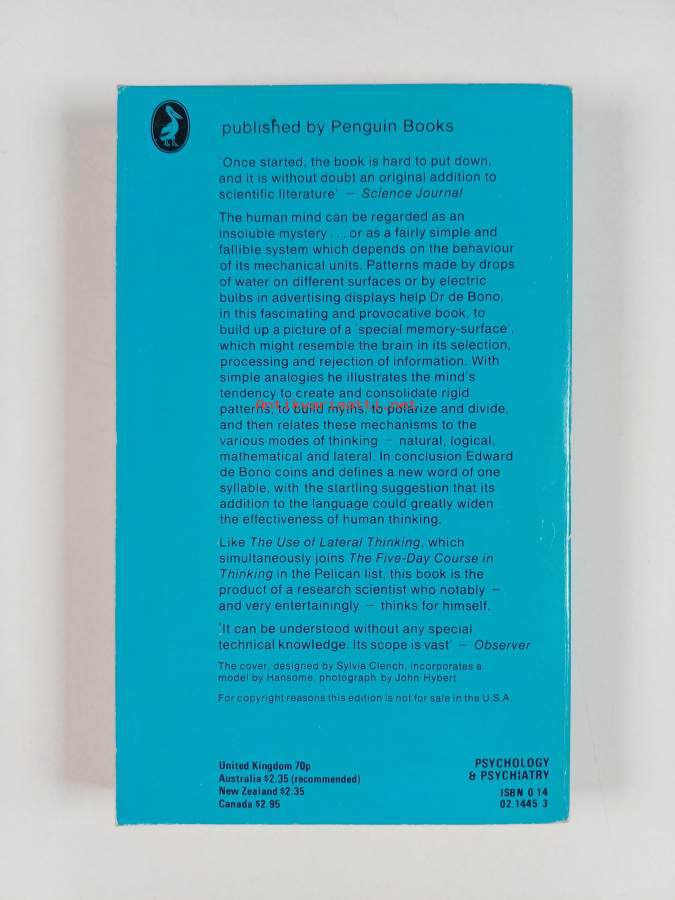 published by Penguin Books
'Once started, the book is hard to put down,
and it is without doubt an original addition to
scientific literature' – Science Journal
The human mind can be regarded as an
insoluble mystery . . . or as a fairly simple and
fallible system which depends on the behaviour
of its mechanical units. Patterns made by drops
of water on different surfaces or by electric
bulbs in advertising displays help Dr de Bono,
in this fascinating and provocative book, to
build up a picture of a 'special memory-surface',
which might resemble the brain in its selection,
processing and rejection of information. With
simple analogies he illustrates the mind's
tendency to create and consolidate rigid
Antikvariaatti.net
patterns, to build myths, to polarize and divide,
and then relates these mechanisms to the
various modes of thinking – natural, logical,
mathematical and lateral. In conclusion Edward
de Bono coins and defines a new word of one
syllable, with the startling suggestion that its
addition to the language could greatly widen
the effectiveness of human thinking.
Like The Use of Lateral Thinking, which
simultaneously joins The Five-Day Course in
Thinking in the Pelican list, this book is the
product of a research scientist who notably –
and very entertainingly – thinks for himself.
'It can be understood without any special
technical knowledge. Its scope is vast' – Observer
The cover, designed by Sylvia Clench, incorporates a
model by Hansome, photograph by John Hybert
For copyright reasons this edition is not for sale in the U.S.A.
United Kingdom 70p
Australia $2.35 (recommended)
New Zealand $2.35
Canada $2.95
PSYCHOLOGY
& PSYCHIATRY
ISBN 0 14
02.1445 3